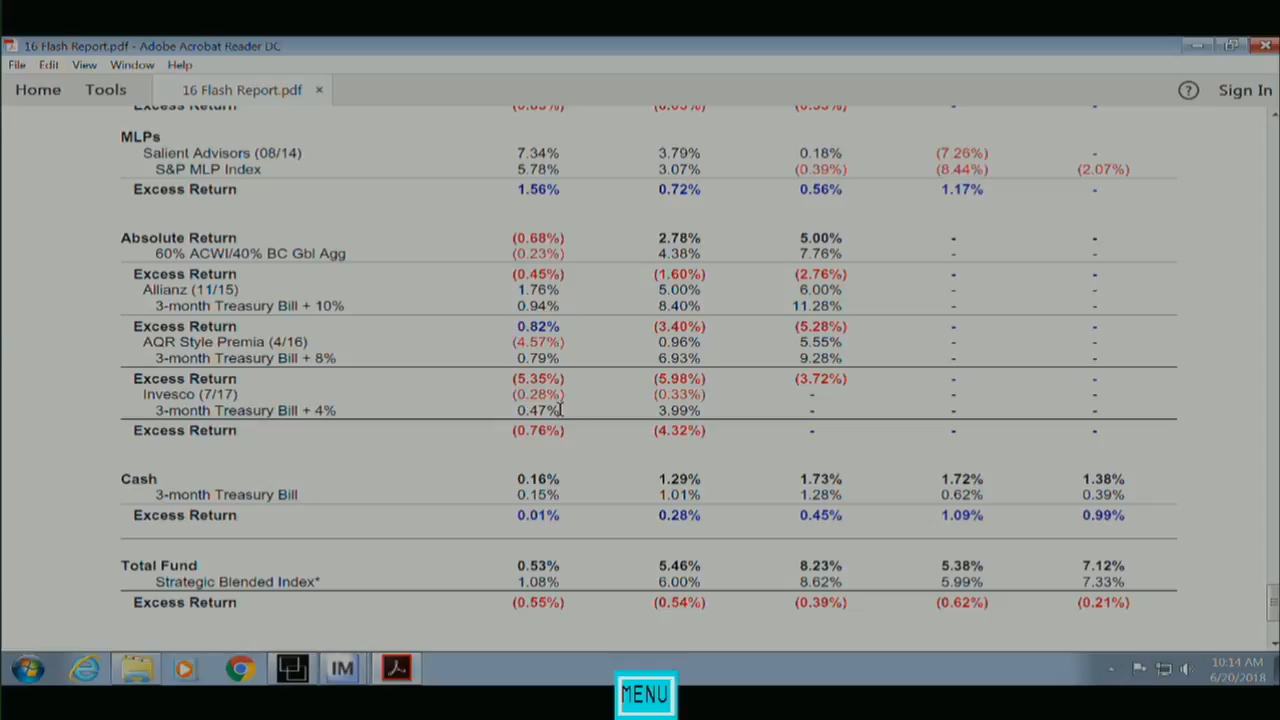 16 Flash Report.pdf - Adobe Acrobat Reader DC
File Edit View Window Help
Home Tools 16 Flash Report.pdf × ? Sign In
Excess Return - -
MLPs
Salient Advisors (08/14) 7.34% 3.79% 0.18% (7.26%) -
S&P MLP Index 5.78% 3.07% (0.39%) (8.44%) (2.07%)
Excess Return 1.56% 0.72% 0.56% 1.17% -
Absolute Return (0.68%) 2.78% 5.00% - -
60% ACWI/40% BC Gbl Agg (0.23%) 4.38% 7.76% - -
Excess Return (0.45%) (1.60%) (2.76%) - -
Allianz (11/15) 1.76% 5.00% 6.00% - -
3-month Treasury Bill + 10% 0.94% 8.40% 11.28% - -
Excess Return 0.82% (3.40%) (5.28%) - -
AQR Style Premia (4/16) (4.57%) 0.96% 5.55% - -
3-month Treasury Bill + 8% 0.79% 6.93% 9.28% - -
Excess Return (5.35%) (5.98%) (3.72%) - -
Invesco (7/17) (0.28%) (0.33%) - - -
3-month Treasury Bill + 4% 0.47% 3.99% - - -
Excess Return (0.76%) (4.32%) - - -
Cash 0.16% 1.29% 1.73% 1.72% 1.38%
3-month Treasury Bill 0.15% 1.01% 1.28% 0.62% 0.39%
Excess Return 0.01% 0.28% 0.45% 1.09% 0.99%
Total Fund 0.53% 5.46% 8.23% 5.38% 7.12%
Strategic Blended Index* 1.08% 6.00% 8.62% 5.99% 7.33%
Excess Return (0.55%) (0.54%) (0.39%) (0.62%) (0.21%)
IM
10:14 AM
6/20/2018
MENU